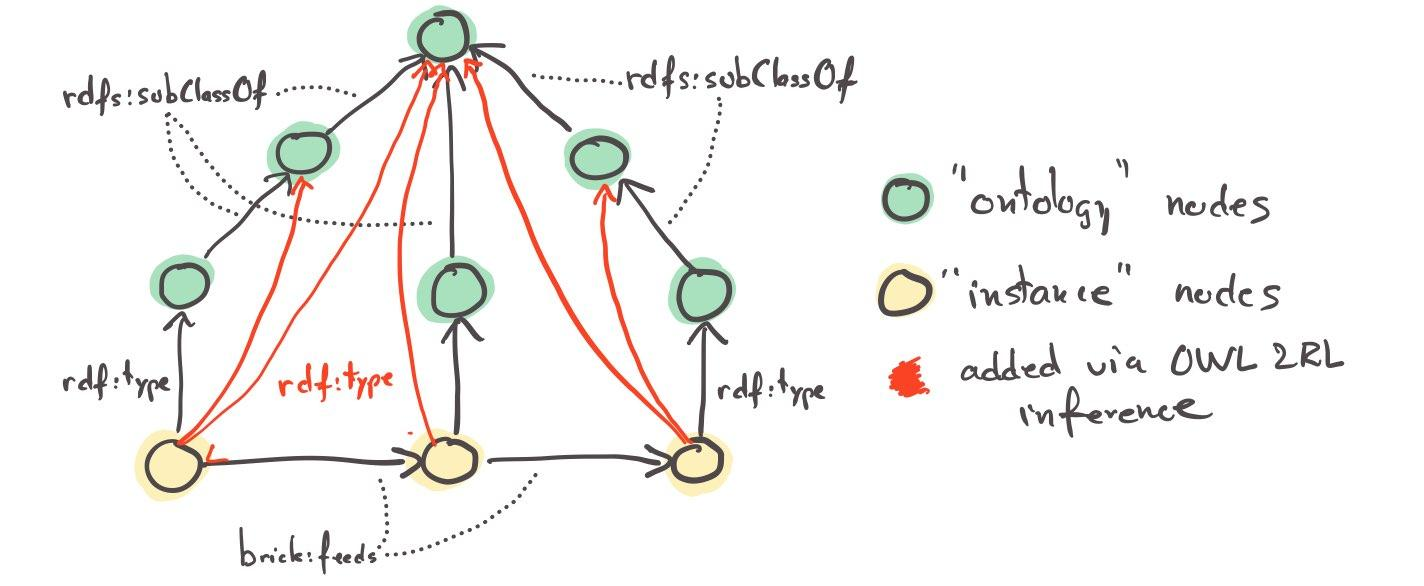 rdfs:subClassOf
rdfs:subClassOf
"ontology" nodes
"instance" nodes
added via OWL 2RL
inference
rdf:type
rdf:type
rdf:type
brick:feeds